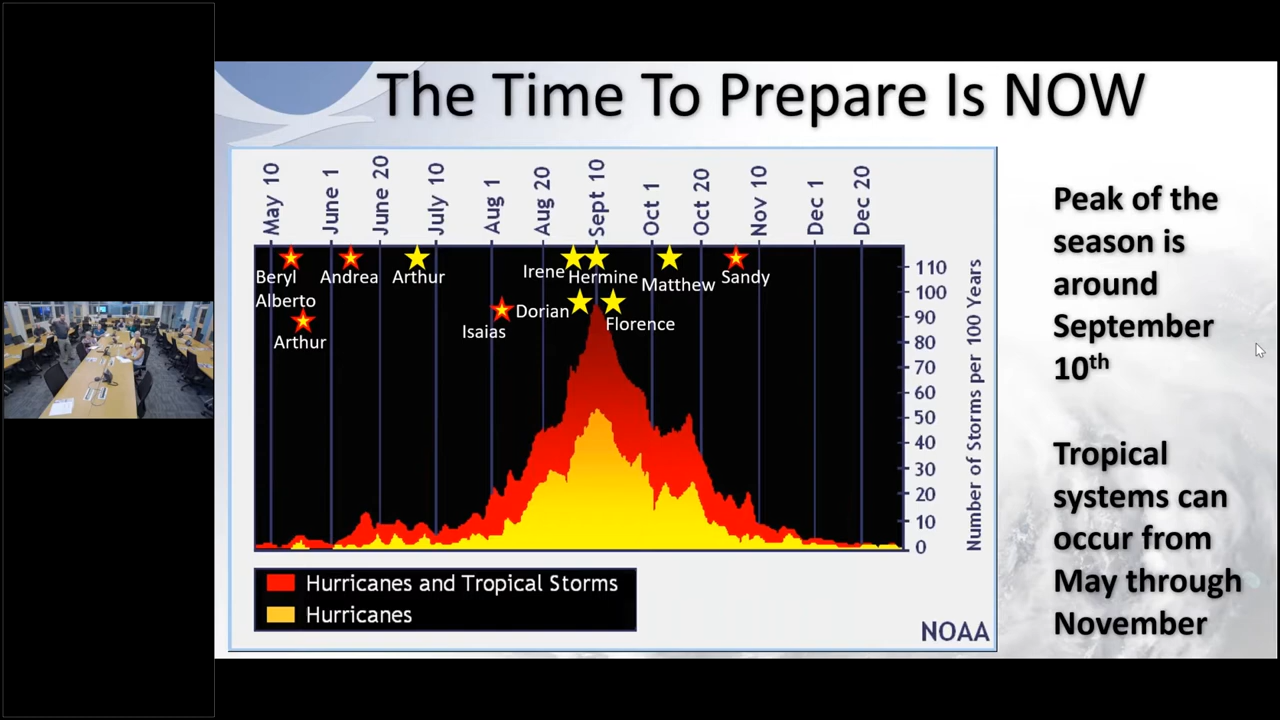 The Time To Prepare Is NOW
May 10
June 1
June 20
July 10
Aug 1
Aug 20
Sept 10
Oct 1
Oct 20
Nov 10
Dec 1
Dec 20
Beryl
Andrea
Arthur
Irene
Hermine
Matthew
Sandy
Alberto
Arthur
Isaias
Dorian
Florence
110
100
90
80
70
60
50
40
30
20
10
0
Number of Storms per 100 Years
Hurricanes and Tropical Storms
Hurricanes
NOAA
Peak of the
season is
around
September
10th
Tropical
systems can
occur from
May through
November